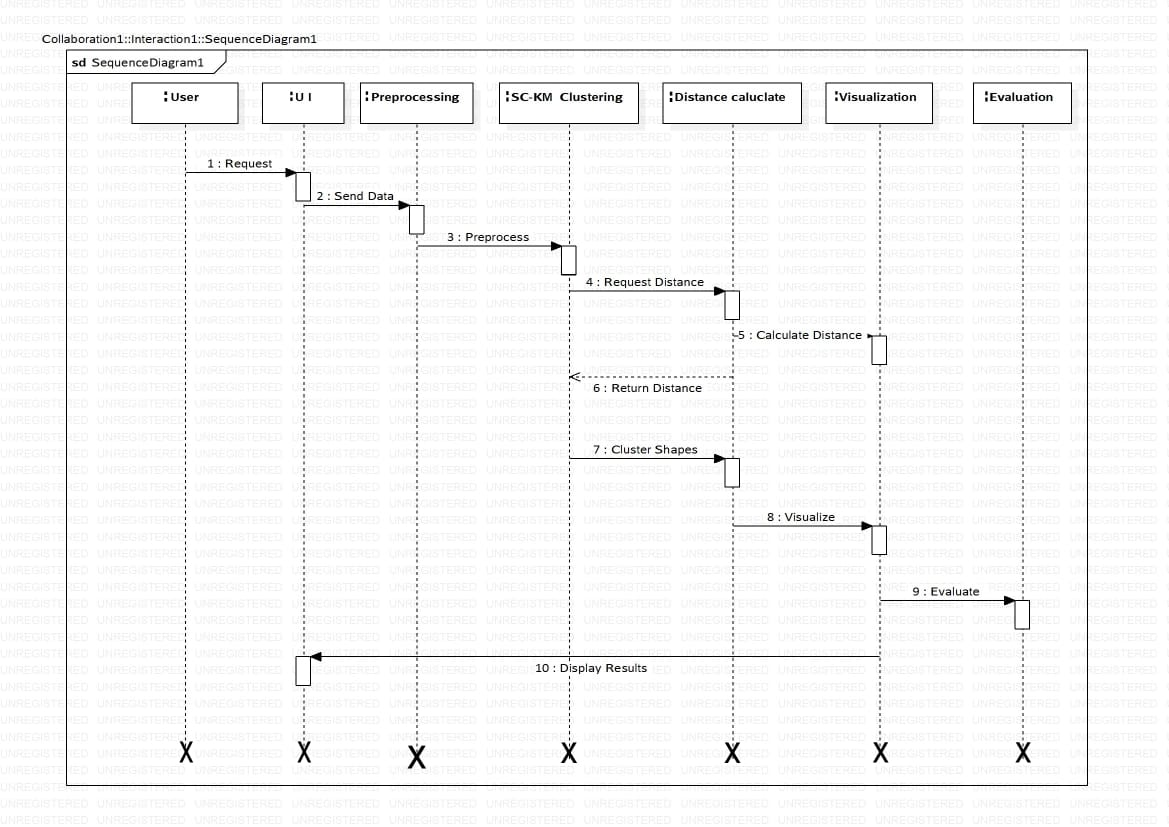 Collaboration1::Interaction1::SequenceDiagram1
sd SequenceDiagram1
:User
:U I
:Preprocessing
:SC-KM Clustering
:Distance caluclate
:Visualization
:Evaluation
1 : Request
2 : Send Data
3 : Preprocess
4 : Request Distance
5 : Calculate Distance
6 : Return Distance
7 : Cluster Shapes
8 : Visualize
9 : Evaluate
10 : Display Results
X X X X X X X
UNREGISTERED